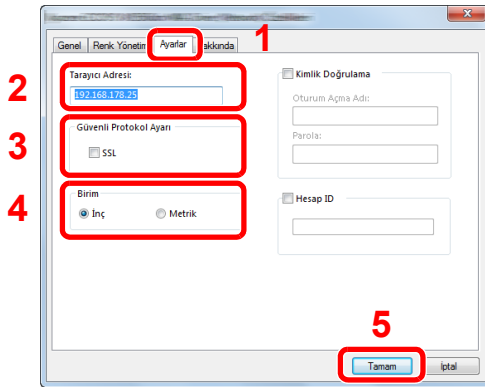 Genel Renk Yönetim Ayarlar akkında 1
2 Tarayıcı Adresi:
192.168.178.25
3 Güvenli Protokol Ayarı
SSL
4 Birim
İnç Metrik
Kimlik Doğrulama
Oturum Açma Adı:
Parola:
Hesap ID
5
Tamam İptal